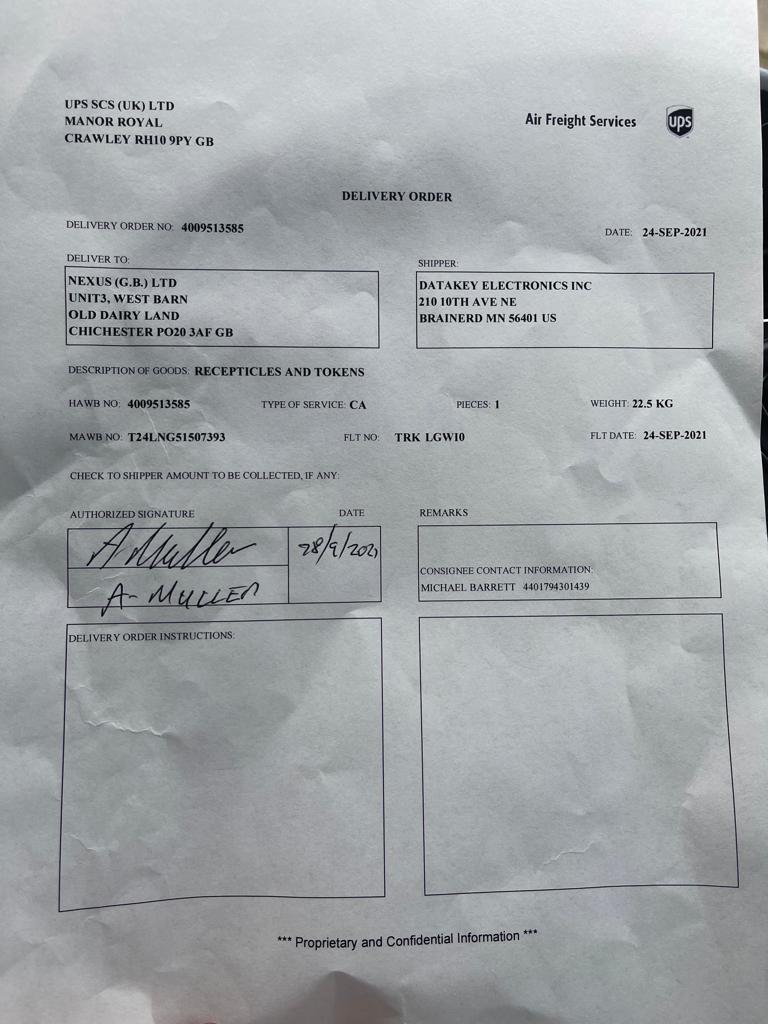 UPS SCS (UK) LTD
MANOR ROYAL
CRAWLEY RH10 9PY GB
Air Freight Services ups
DELIVERY ORDER
DELIVERY ORDER NO: 4009513585
DATE: 24-SEP-2021
DELIVER TO:
NEXUS (G.B.) LTD
UNIT3, WEST BARN
OLD DAIRY LAND
CHICHESTER PO20 3AF GB
SHIPPER:
DATAKEY ELECTRONICS INC
210 10TH AVE NE
BRAINERD MN 56401 US
DESCRIPTION OF GOODS: RECEPTICLES AND TOKENS
HAWB NO: 4009513585 TYPE OF SERVICE: CA PIECES: 1 WEIGHT: 22.5 KG
MAWB NO: T24LNG51507393 FLT NO: TRK LGWI0 FLT DATE: 24-SEP-2021
CHECK TO SHIPPER AMOUNT TO BE COLLECTED, IF ANY:
AUTHORIZED SIGNATURE DATE
A Muller 28/9/2021
A- MULLER
REMARKS
CONSIGNEE CONTACT INFORMATION:
MICHAEL BARRETT 4401794301439
DELIVERY ORDER INSTRUCTIONS:
*** Proprietary and Confidential Information ***